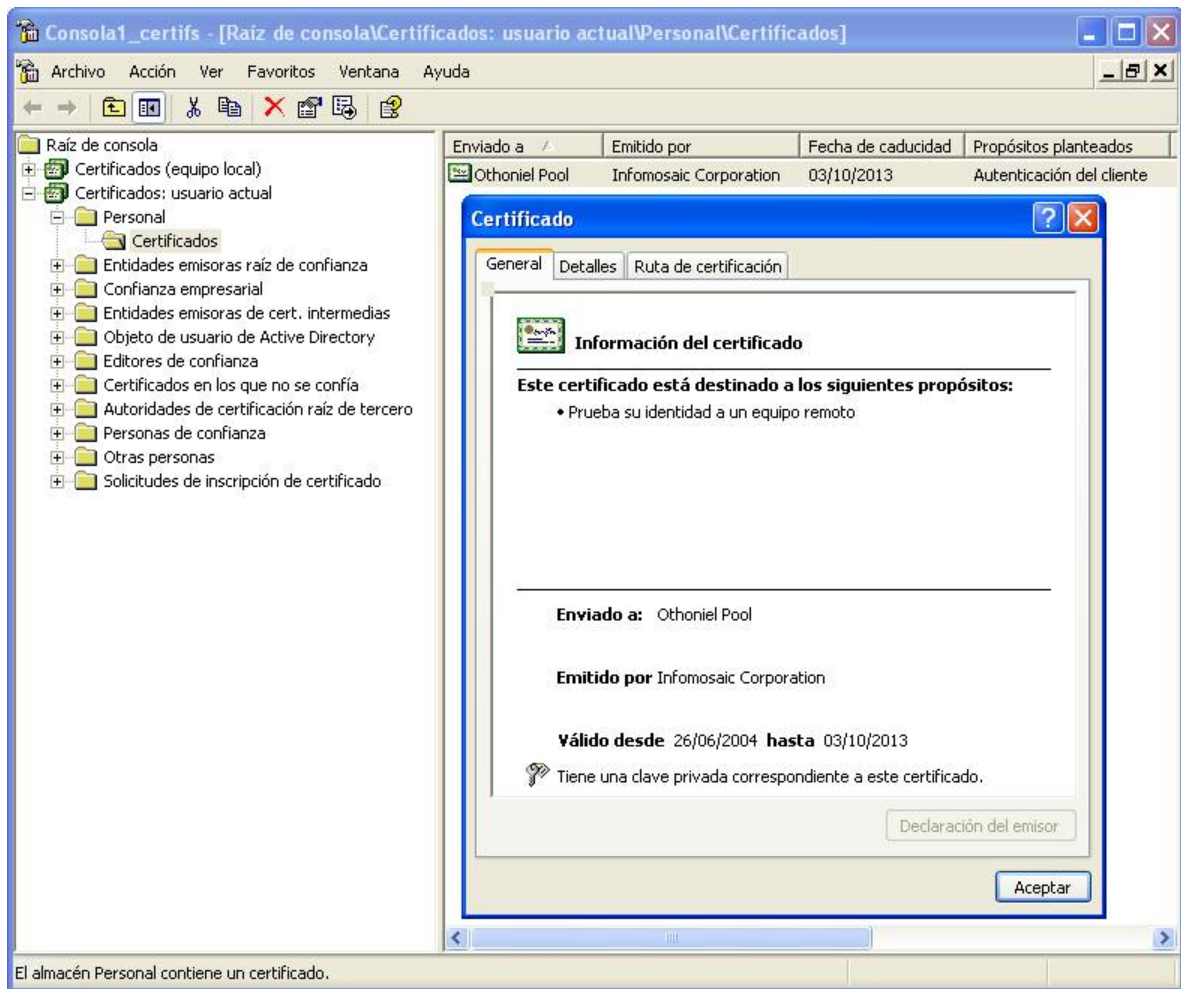 Consola1_certifs - [Raíz de consola\Certificados: usuario actual\Personal\Certificados]
Archivo Acción Ver Favoritos Ventana Ayuda
Raíz de consola
Certificados (equipo local)
Certificados: usuario actual
Personal
Certificados
Entidades emisoras raíz de confianza
Confianza empresarial
Entidades emisoras de cert. intermedias
Objeto de usuario de Active Directory
Editores de confianza
Certificados en los que no se confía
Autoridades de certificación raíz de tercero
Personas de confianza
Otras personas
Solicitudes de inscripción de certificado
Enviado a Emitido por Fecha de caducidad Propósitos planteados
Othoniel Pool Infomosaic Corporation 03/10/2013 Autenticación del cliente
Certificado
General Detalles Ruta de certificación
Información del certificado
Este certificado está destinado a los siguientes propósitos:
• Prueba su identidad a un equipo remoto
Enviado a: Othoniel Pool
Emitido por Infomosaic Corporation
Válido desde 26/06/2004 hasta 03/10/2013
Tiene una clave privada correspondiente a este certificado.
Declaración del emisor
Aceptar
El almacén Personal contiene un certificado.